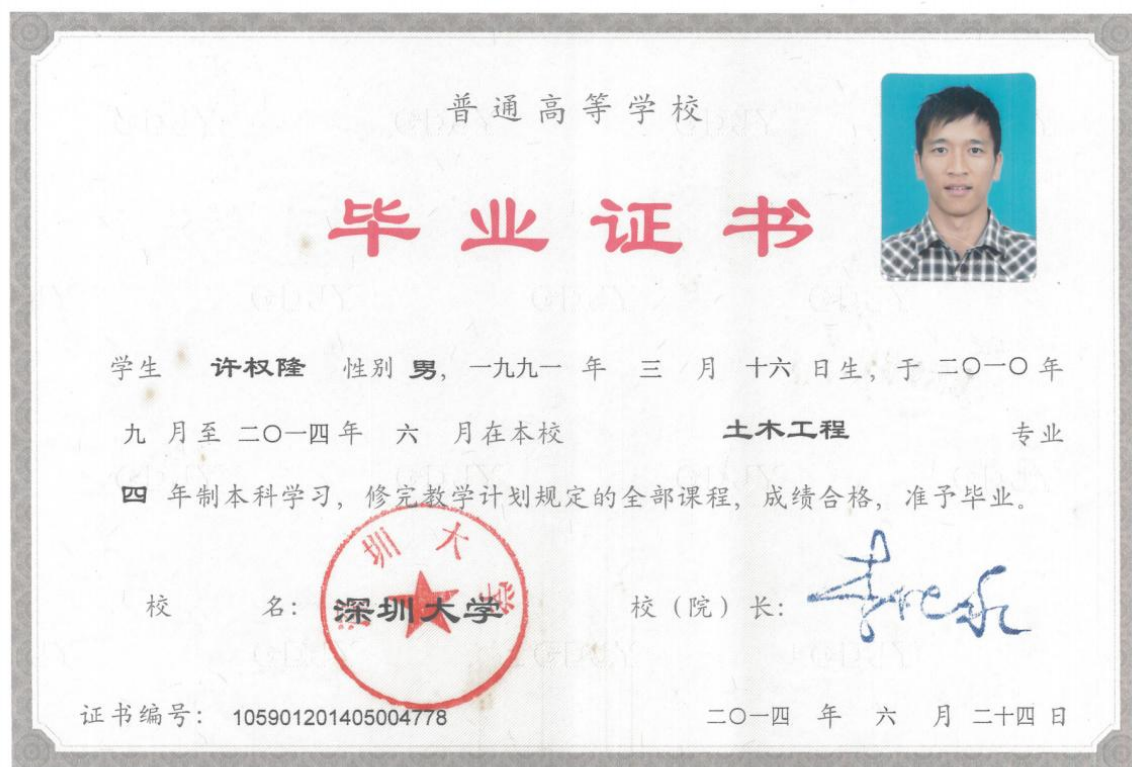 普通高等学校
毕业证书
学生 许权隆 性别 男, 一九九一 年 三 月 十六 日生, 于 二〇一〇 年
九 月至 二〇一四 年 六 月在本校 土木工程 专业
四 年制本科学习, 修完教学计划规定的全部课程, 成绩合格, 准予毕业。
校 名: 深圳大学 校(院)长:
深圳大学
证书编号: 105901201405004778 二〇一四 年 六 月 二十四 日